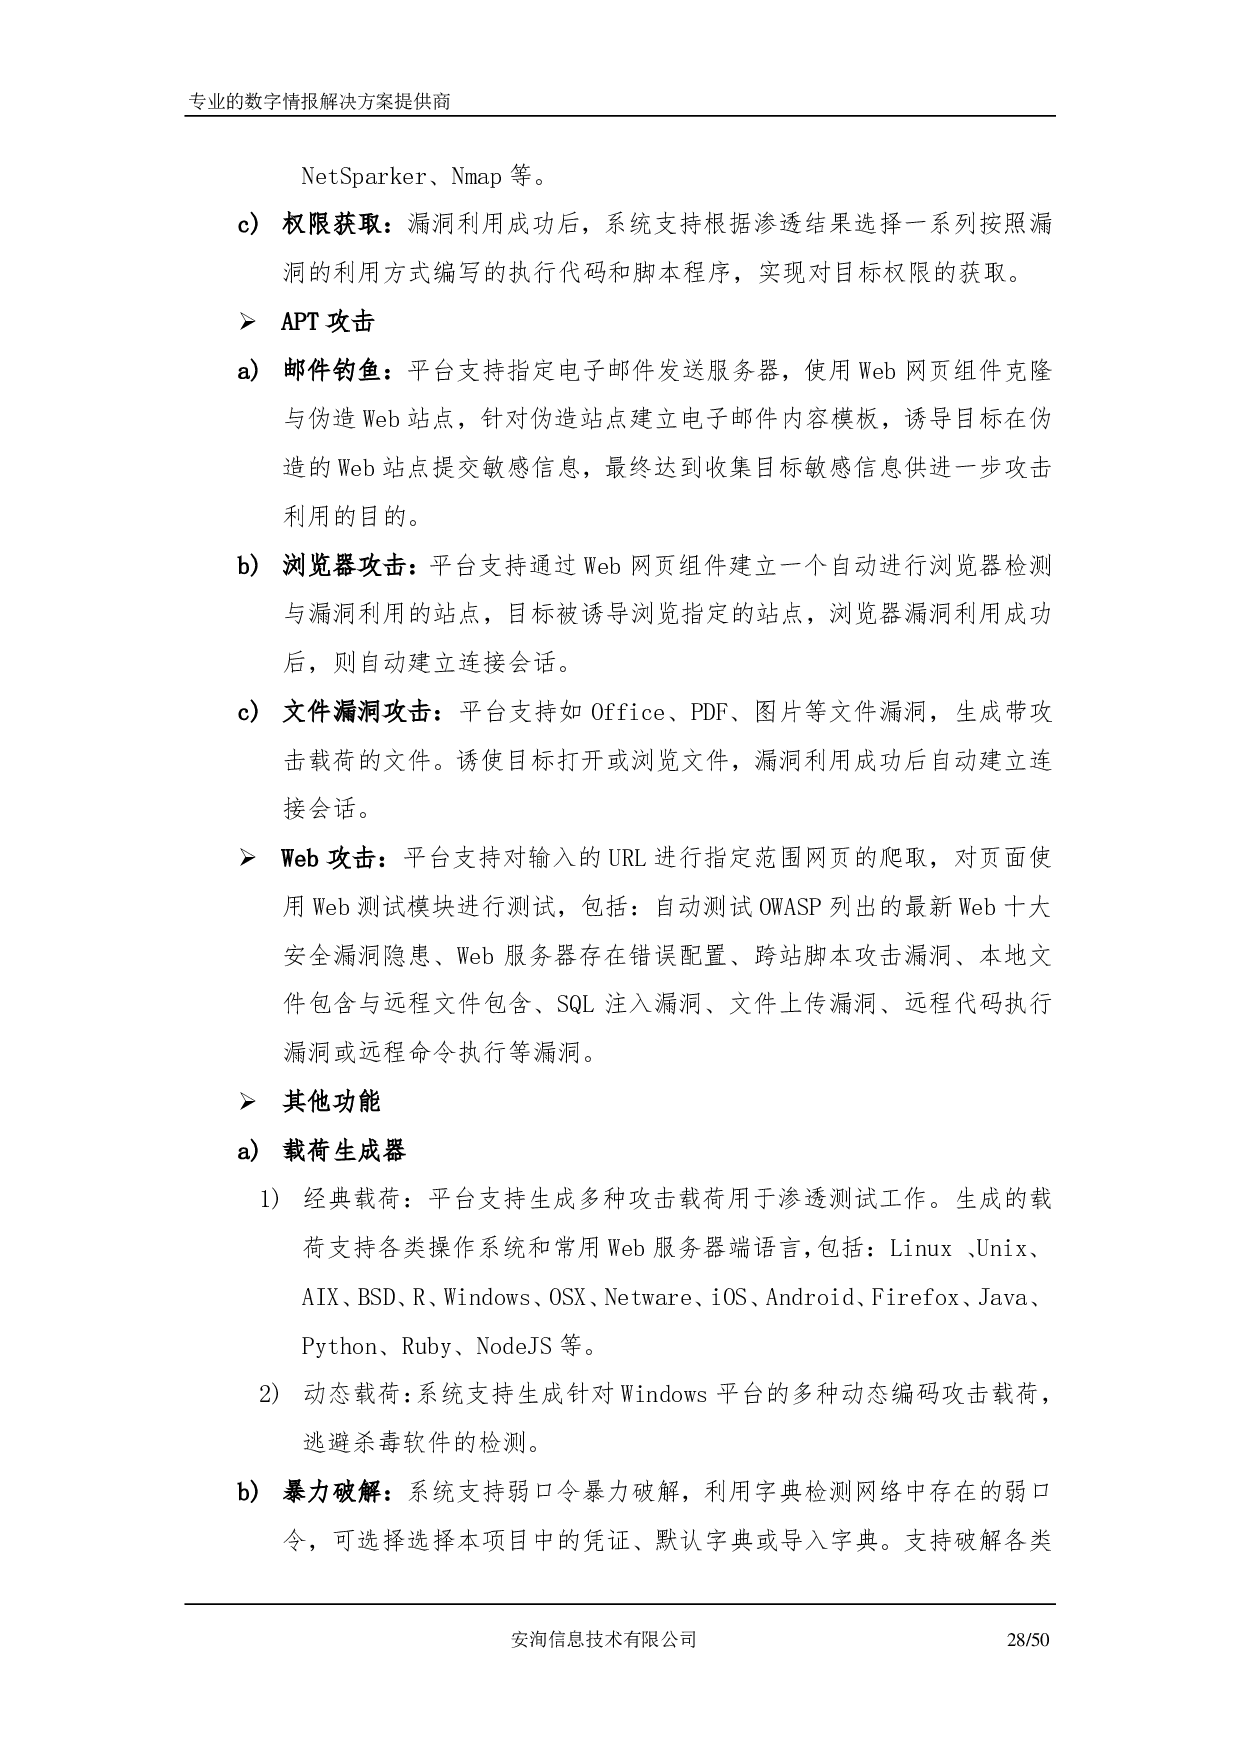 专业的数字情报解决方案提供商
NetSparker、Nmap 等。
c) 权限获取：漏洞利用成功后，系统支持根据渗透结果选择一系列按照漏
洞的利用方式编写的执行代码和脚本程序，实现对目标权限的获取。
➢ APT 攻击
a) 邮件钓鱼：平台支持指定电子邮件发送服务器，使用 Web 网页组件克隆
与伪造 Web 站点，针对伪造站点建立电子邮件内容模板，诱导目标在伪
造的 Web 站点提交敏感信息，最终达到收集目标敏感信息供进一步攻击
利用的目的。
b) 浏览器攻击：平台支持通过 Web 网页组件建立一个自动进行浏览器检测
与漏洞利用的站点，目标被诱导浏览指定的站点，浏览器漏洞利用成功
后，则自动建立连接会话。
c) 文件漏洞攻击：平台支持如 Office、PDF、图片等文件漏洞，生成带攻
击载荷的文件。诱使目标打开或浏览文件，漏洞利用成功后自动建立连
接会话。
➢ Web 攻击：平台支持对输入的 URL 进行指定范围网页的爬取，对页面使
用 Web 测试模块进行测试，包括：自动测试 OWASP 列出的最新 Web 十大
安全漏洞隐患、Web 服务器存在错误配置、跨站脚本攻击漏洞、本地文
件包含与远程文件包含、SQL 注入漏洞、文件上传漏洞、远程代码执行
漏洞或远程命令执行等漏洞。
➢ 其他功能
a) 载荷生成器
1) 经典载荷：平台支持生成多种攻击载荷用于渗透测试工作。生成的载
荷支持各类操作系统和常用 Web 服务器端语言，包括：Linux 、Unix、
AIX、BSD、R、Windows、OSX、Netware、iOS、Android、Firefox、Java、
Python、Ruby、NodeJS 等。
2) 动态载荷：系统支持生成针对 Windows 平台的多种动态编码攻击载荷，
逃避杀毒软件的检测。
b) 暴力破解：系统支持弱口令暴力破解，利用字典检测网络中存在的弱口
令，可选择选择本项目中的凭证、默认字典或导入字典。支持破解各类
安洵信息技术有限公司 28/50